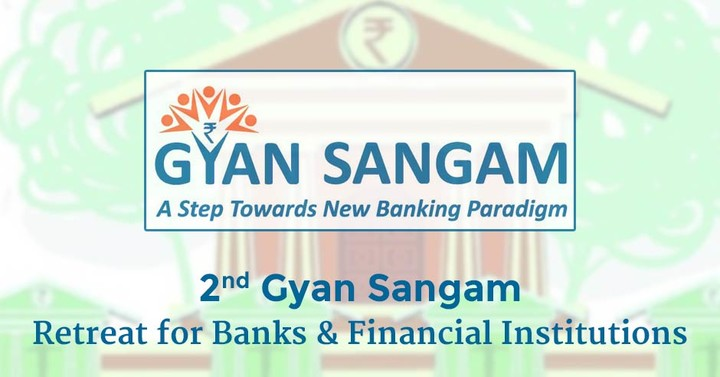 ₹
₹
GYAN SANGAM
A Step Towards New Banking Paradigm
2nd Gyan Sangam
Retreat for Banks & Financial Institutions